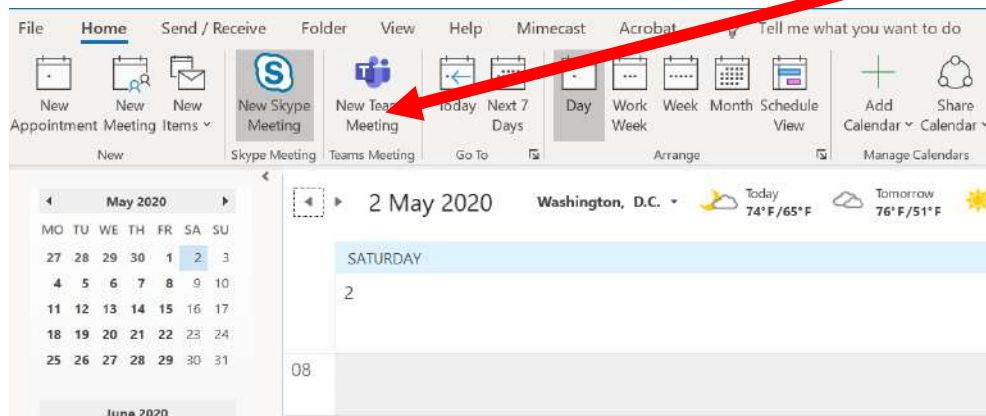 File Home Send / Receive Folder View Help Mimecast Acrobat Tell me what you want to do
New Appointment
New Meeting
New Items
New Skype Meeting
New Meeting
Today
Next 7 Days
Day
Work Week
Week
Month
Schedule View
Add Calendar
Share Calendar
New Skype Meeting Teams Meeting Go To Arrange Manage Calendars
May 2020
MO TU WE TH FR SA SU
27 28 29 30 1 2 3
4 5 6 7 8 9 10
11 12 13 14 15 16 17
18 19 20 21 22 23 24
25 26 27 28 29 30 31
June 2020
2 May 2020 Washington, D.C. Today Tomorrow
74°F/65°F 76°F/51°F
SATURDAY
2
08